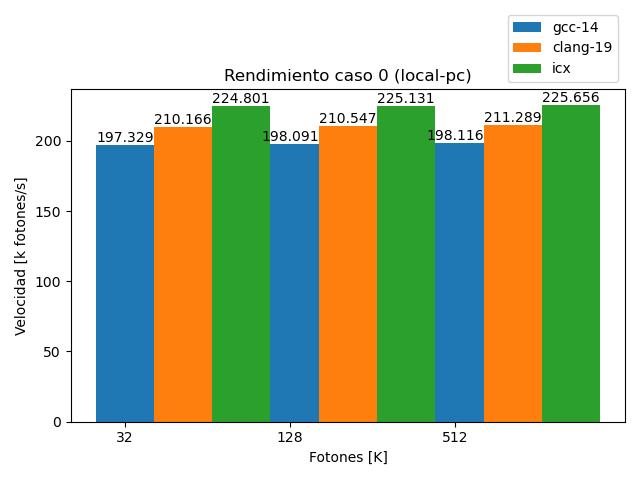 gcc-14
clang-19
icx
Rendimiento caso 0 (local-pc)
197.329
210.166
224.801
198.091
210.547
225.131
198.116
211.289
225.656
Velocidad [k fotones/s]
200
150
100
50
0
32
128
512
Fotones [K]